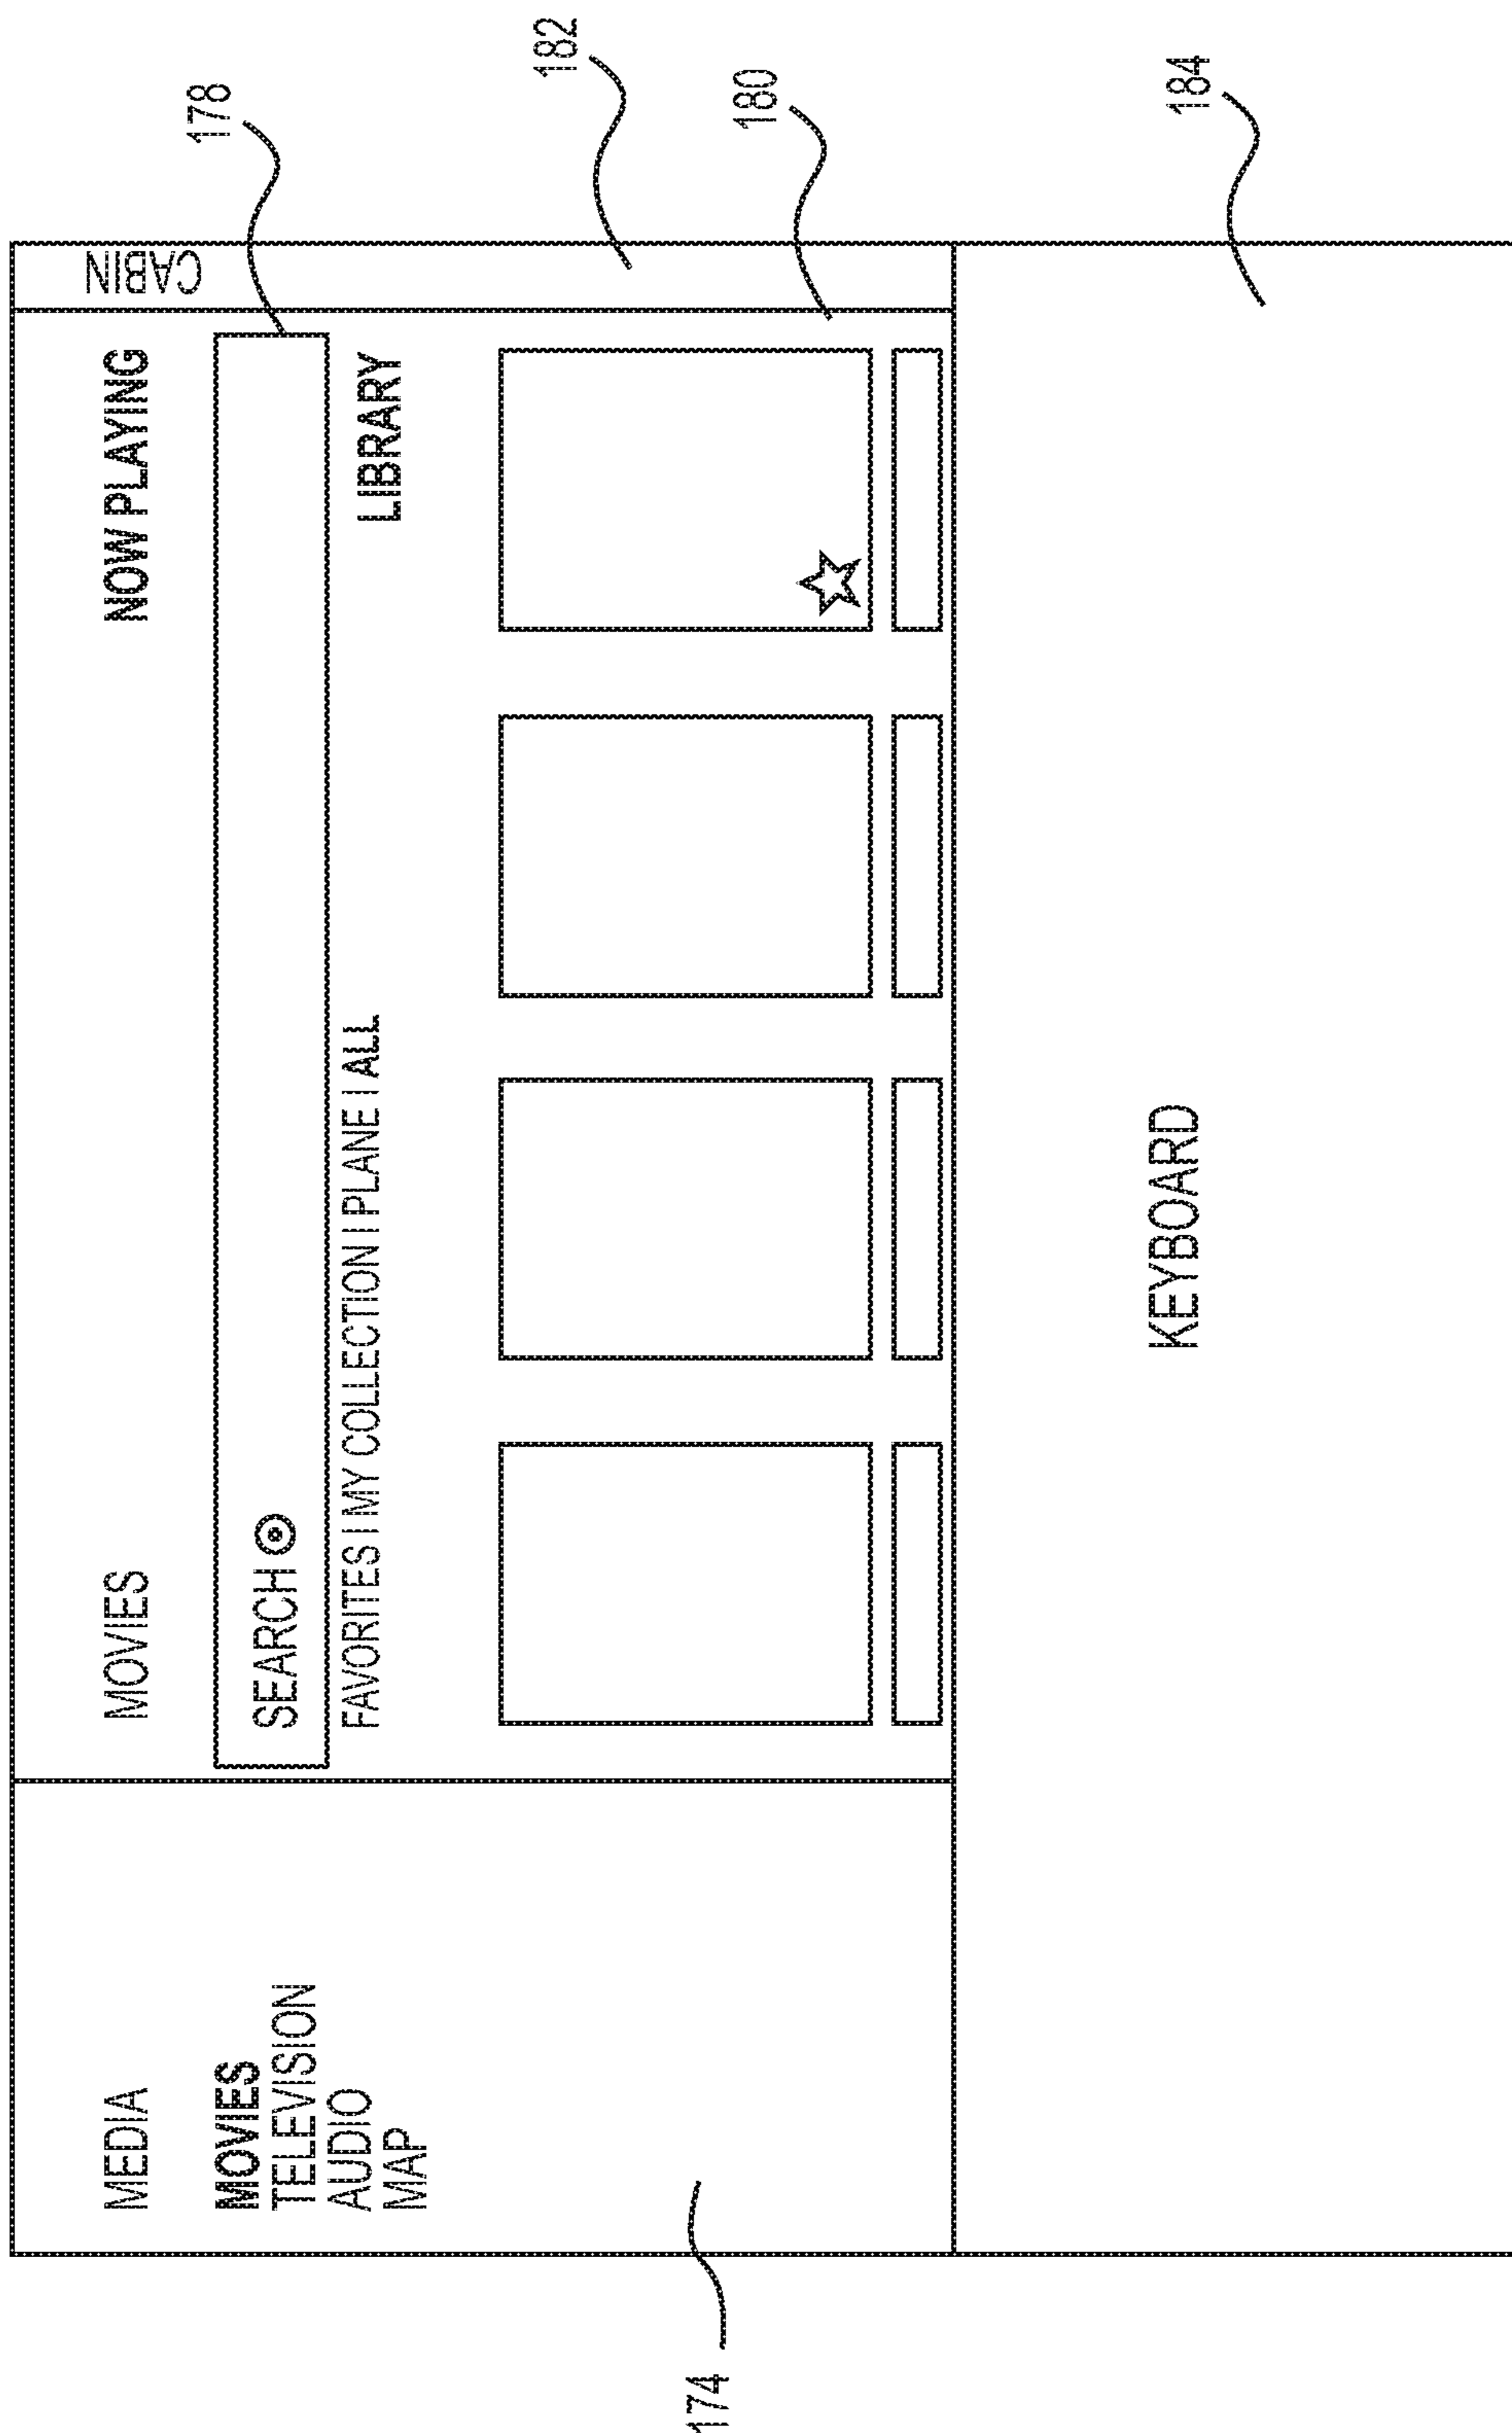 MEDIA
MOVIES
TELEVISION
AUDIO
MAP
174
MOVIES
NOW PLAYING
SEARCH
FAVORITES | MY COLLECTION | PLANE | ALL
LIBRARY
CABIN
178
182
180
KEYBOARD
184